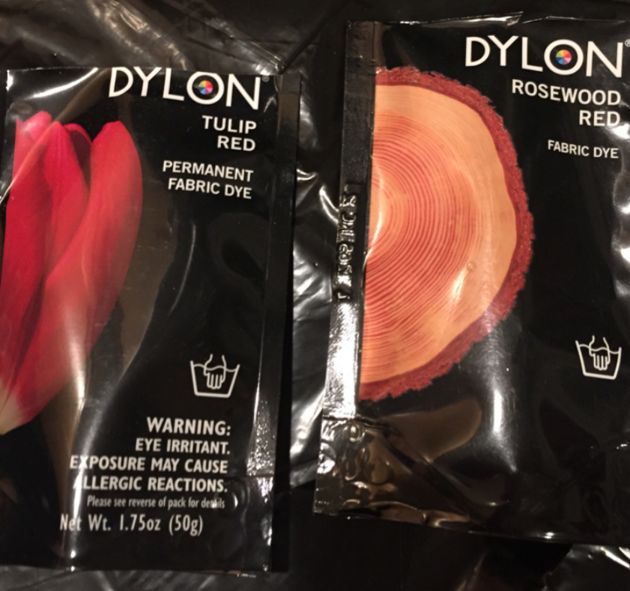 DYLON
TULIP
RED
PERMANENT
FABRIC DYE
WARNING:
EYE IRRITANT.
EXPOSURE MAY CAUSE
ALLERGIC REACTIONS.
Please see reverse of pack for details
Net Wt. 1.75oz (50g)
DYLON®
ROSEWOOD
RED
FABRIC DYE